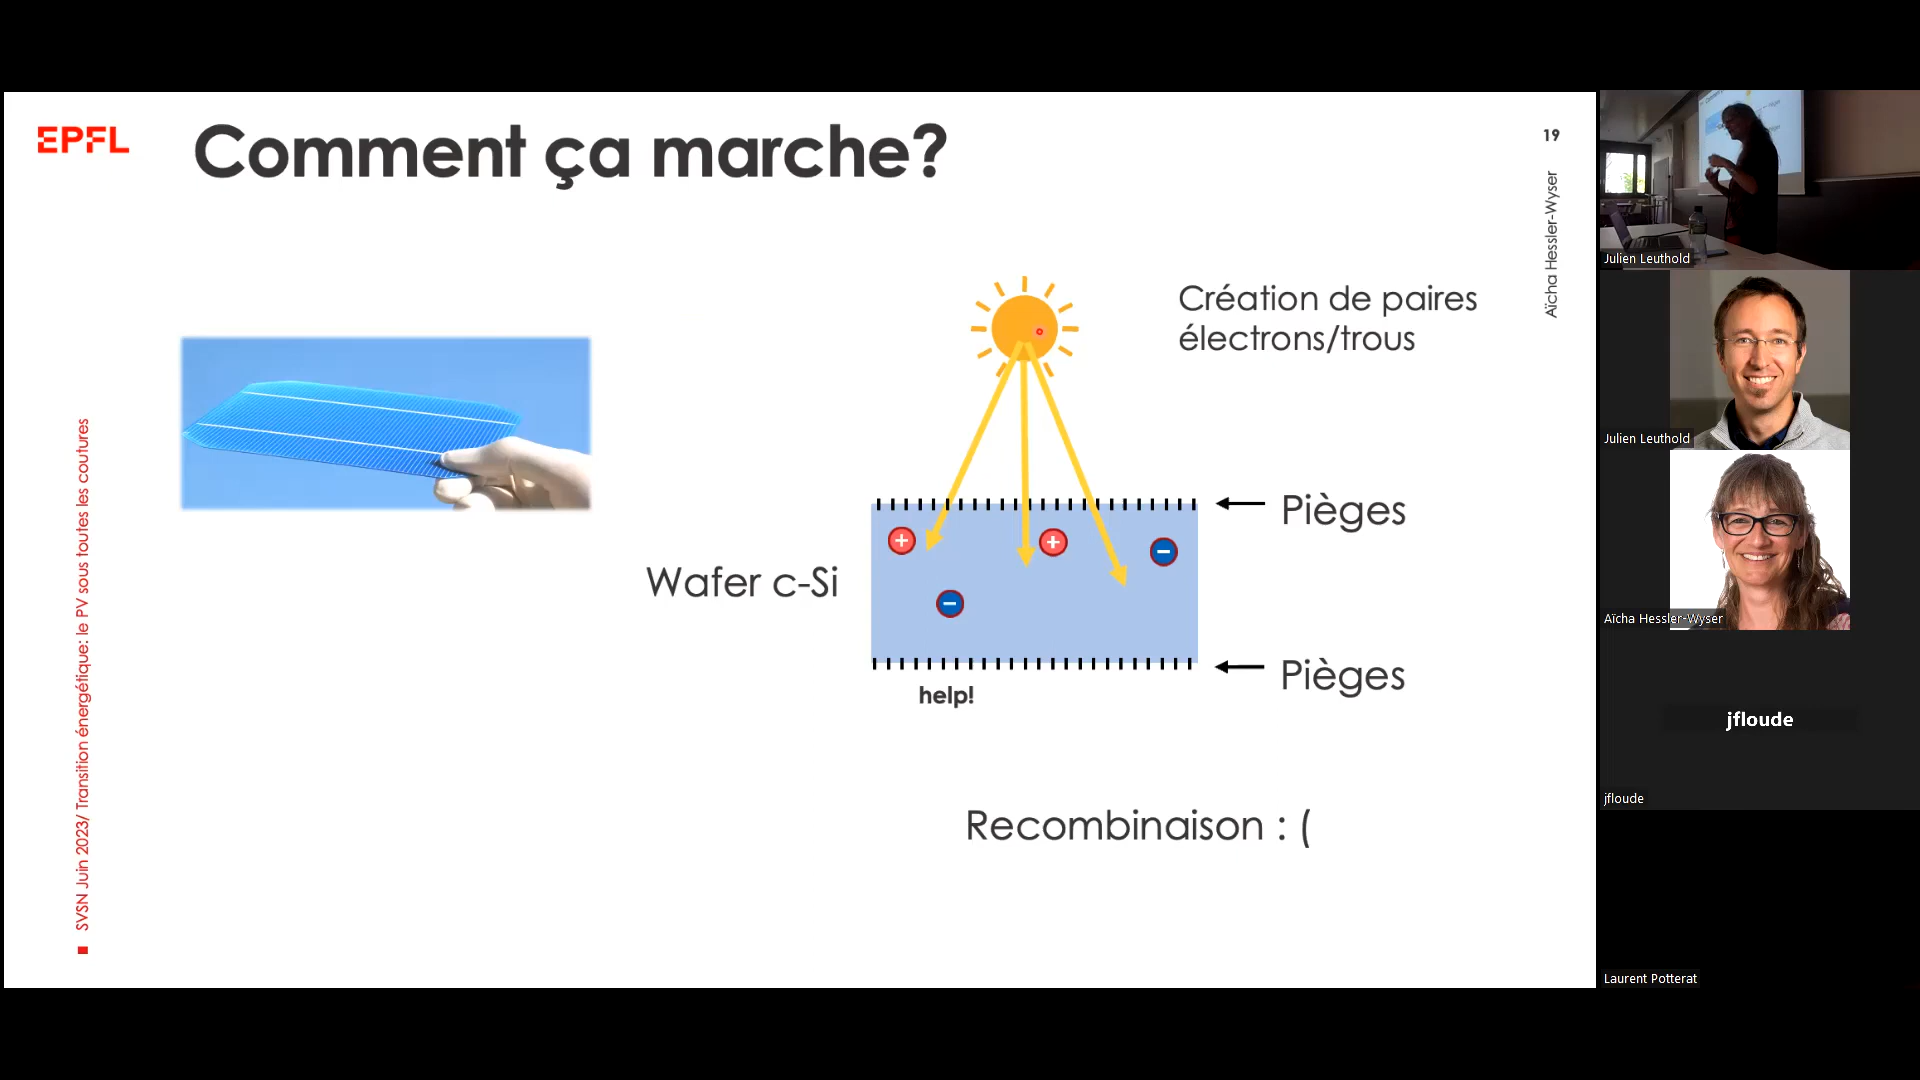 EPFL
Comment ça marche?
19
Aïcha Hessler-Wyser
SVSN Juin 2023/ Transition énergétique: le PV sous toutes les coutures
Création de paires
électrons/trous
Pièges
Wafer c-Si
Pièges
help!
Recombinaison : (
Julien Leuthold
Julien Leuthold
Aïcha Hessler-Wyser
jfloude
jfloude
Laurent Potterat